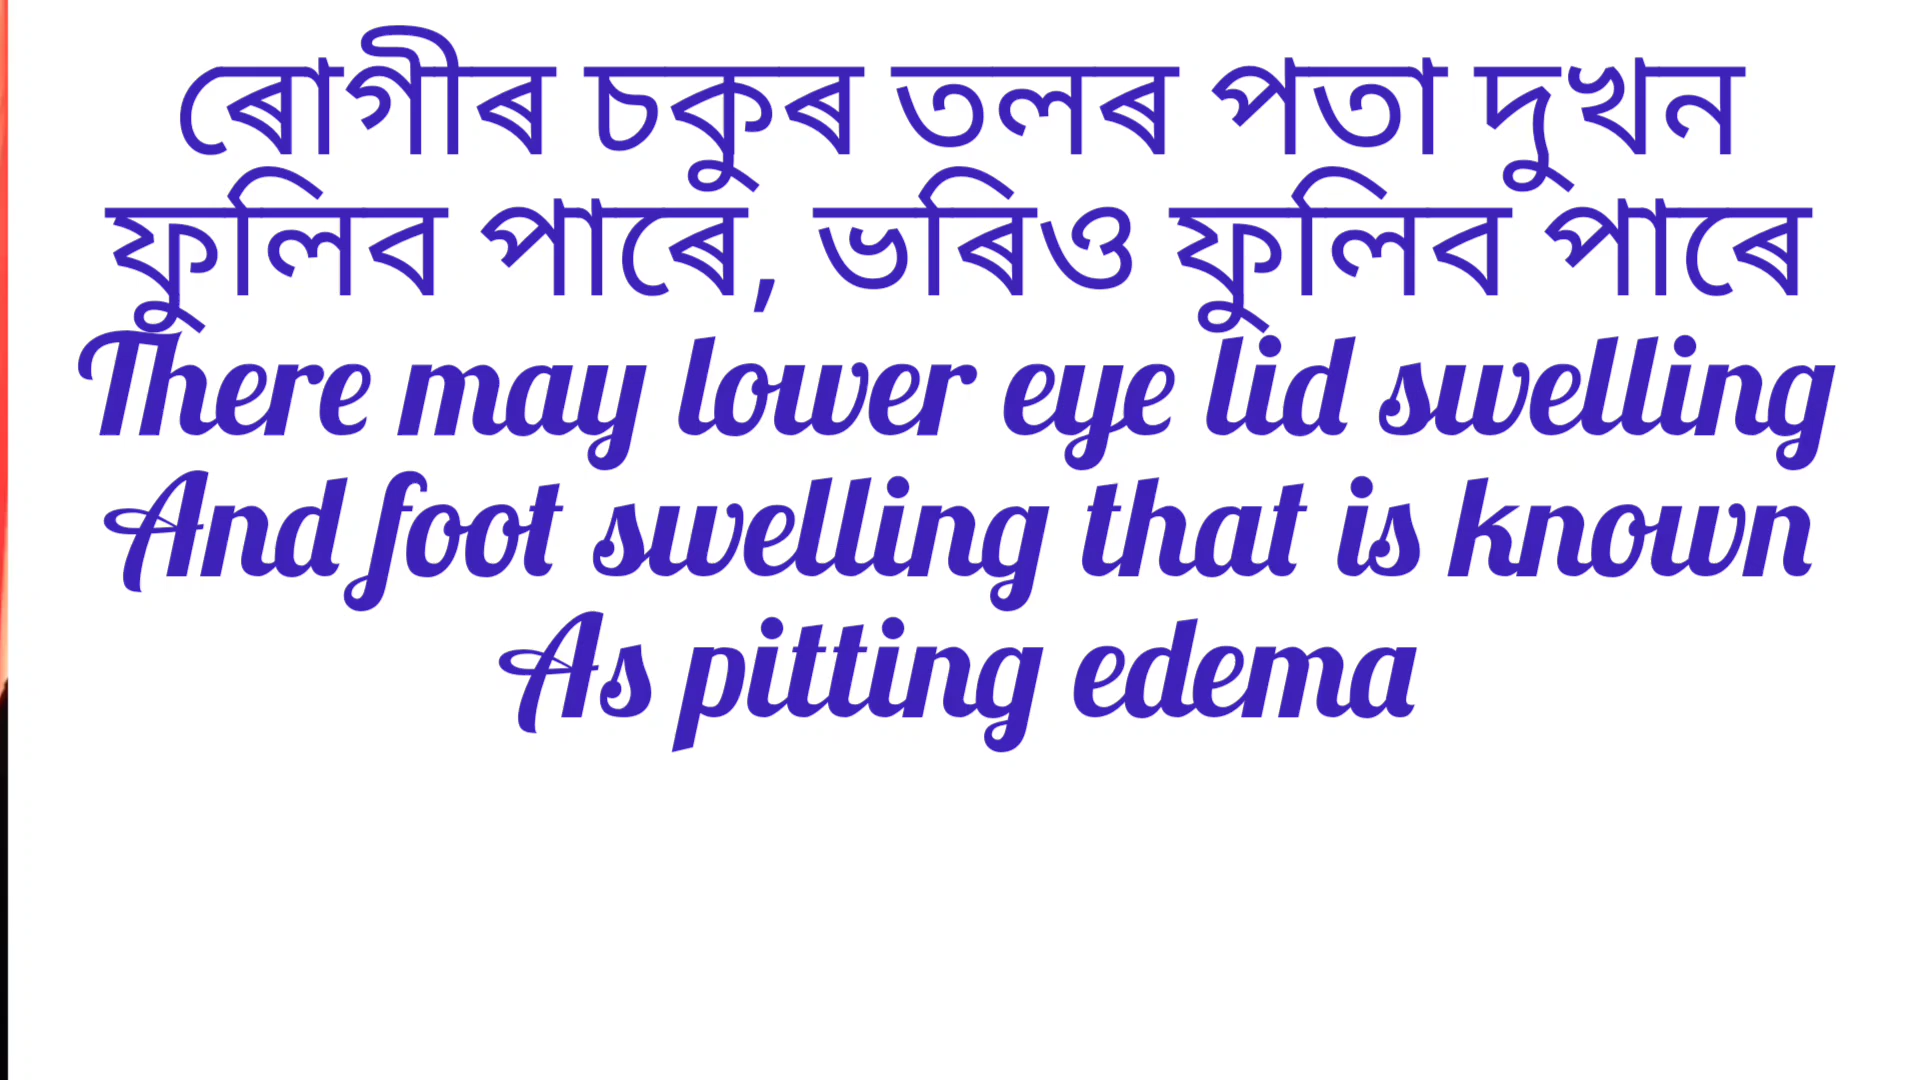 ৰোগীৰ চকুৰ তলৰ পতা দুখন
ফুলিব পাৰে, ভৰিও ফুলিব পাৰে
There may lower eye lid swelling
And foot swelling that is known
As pitting edema